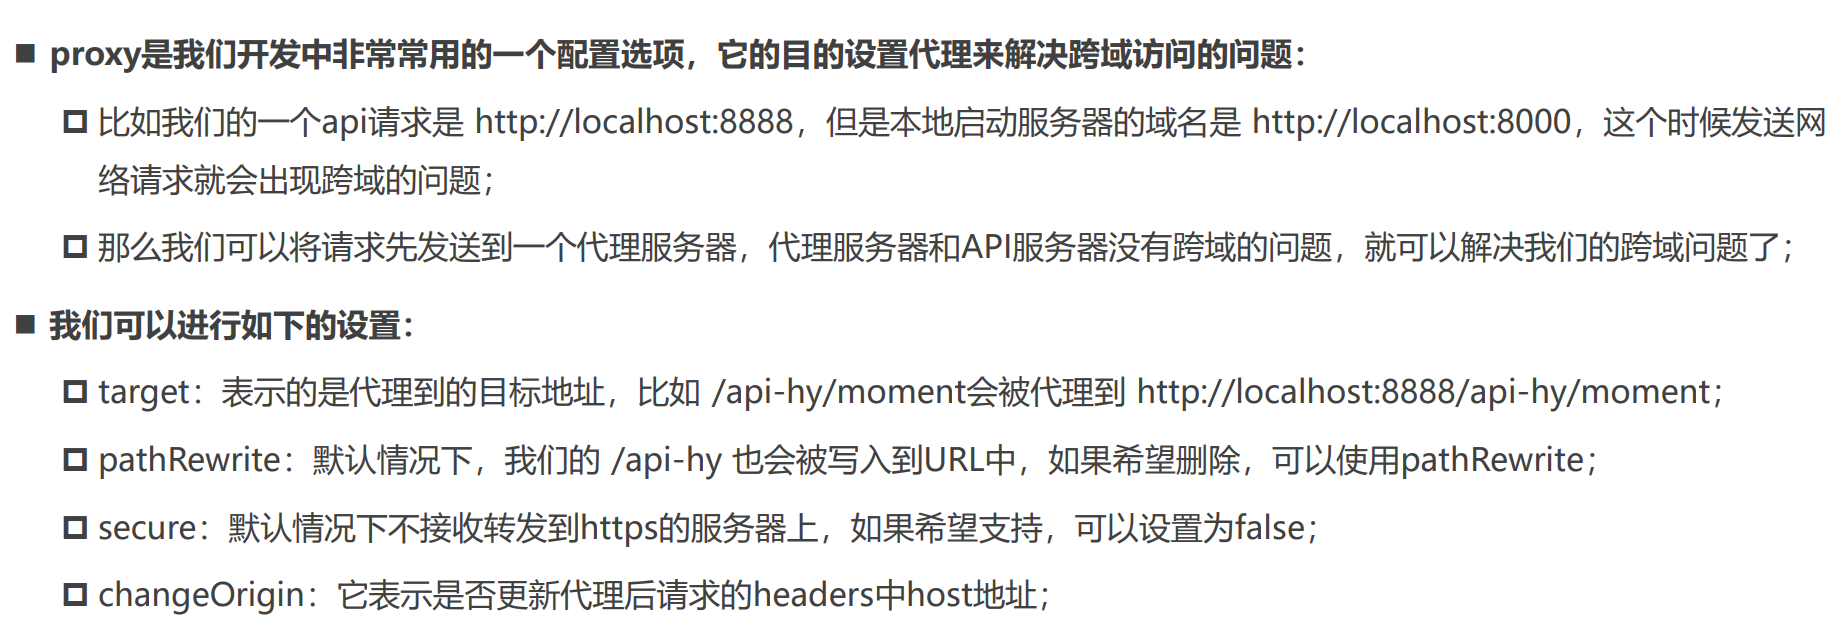 proxy是我们开发中非常常用的一个配置选项，它的目的设置代理来解决跨域访问的问题：
比如我们的一个api请求是 http://localhost:8888，但是本地启动服务器的域名是 http://localhost:8000，这个时候发送网
络请求就会出现跨域的问题；
那么我们可以将请求先发送到一个代理服务器，代理服务器和API服务器没有跨域的问题，就可以解决我们的跨域问题了；
我们可以进行如下的设置：
target：表示的是代理到的目标地址，比如 /api-hy/moment会被代理到 http://localhost:8888/api-hy/moment；
pathRewrite：默认情况下，我们的 /api-hy 也会被写入到URL中，如果希望删除，可以使用pathRewrite；
secure：默认情况下不接收转发到https的服务器上，如果希望支持，可以设置为false；
changeOrigin：它表示是否更新代理后请求的headers中host地址；